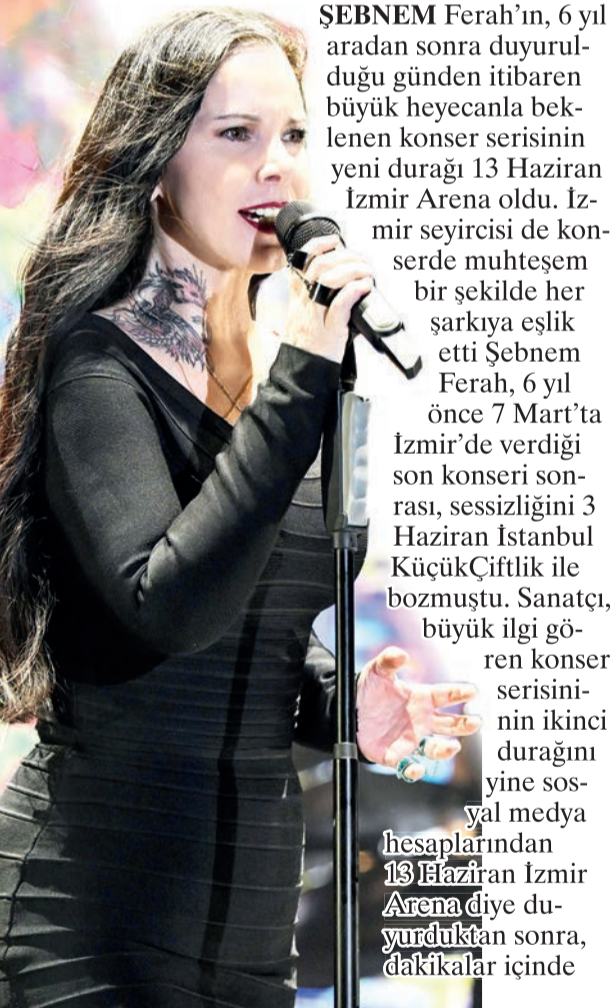 ŞEBNEM Ferah’ın, 6 yıl
aradan sonra duyurul-
duğu günden itibaren
büyük heyecanla bek-
lenen konser serisinin
yeni durağı 13 Haziran
İzmir Arena oldu. İz-
mir seyircisi de kon-
serde muhteşem
bir şekilde her
şarkıya eşlik
etti Şebnem
Ferah, 6 yıl
önce 7 Mart’ta
İzmir’de verdiği
son konseri son-
rası, sessizliğini 3
Haziran İstanbul
KüçükÇiftlik ile
bozmuştu. Sanatçı,
büyük ilgi gö-
ren konser
serisini-
nin ikinci
durağını
yine sos-
yal medya
hesaplarından
13 Haziran İzmir
Arena diye du-
yurduktan sonra,
dakikalar içinde